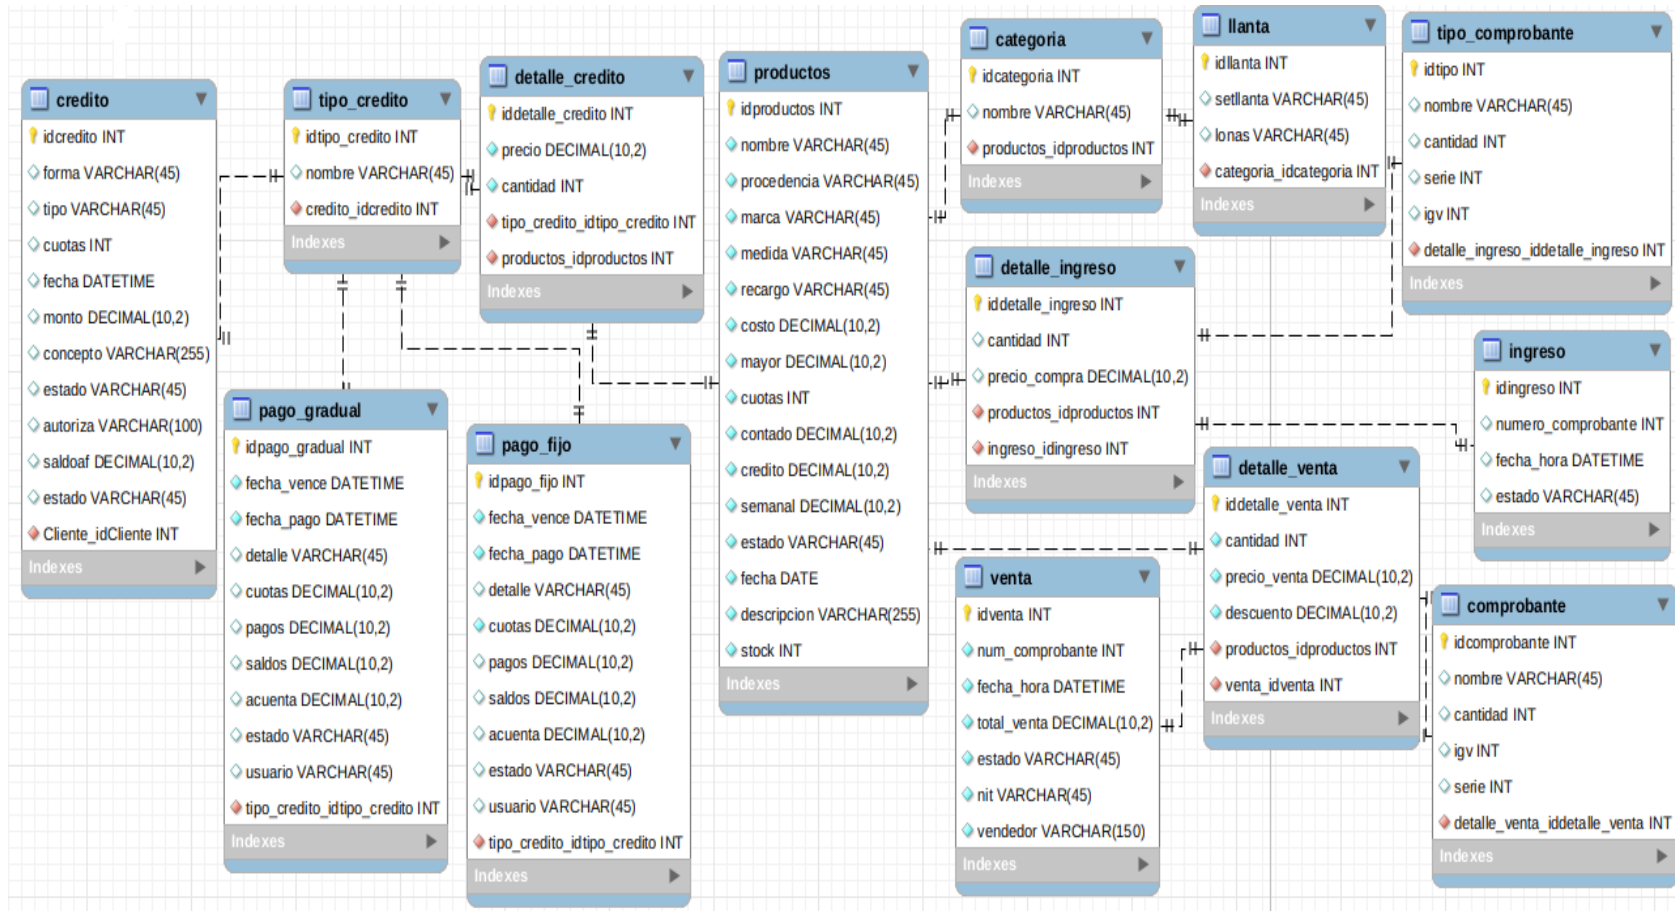 credito
idcredito INT
forma VARCHAR(45)
tipo VARCHAR(45)
cuotas INT
fecha DATETIME
monto DECIMAL(10,2)
concepto VARCHAR(255)
estado VARCHAR(45)
autoriza VARCHAR(100)
saldoaf DECIMAL(10,2)
estado VARCHAR(45)
Cliente_idCliente INT
Indexes
tipo_credito
idtipo_credito INT
nombre VARCHAR(45)
credito_idcredito INT
Indexes
detalle_credito
iddetalle_credito INT
precio DECIMAL(10,2)
cantidad INT
tipo_credito_idtipo_credito INT
productos_idproductos INT
Indexes
pago_gradual
idpago_gradual INT
fecha_vence DATETIME
fecha_pago DATETIME
detalle VARCHAR(45)
cuotas DECIMAL(10,2)
pagos DECIMAL(10,2)
saldos DECIMAL(10,2)
acuenta DECIMAL(10,2)
estado VARCHAR(45)
usuario VARCHAR(45)
tipo_credito_idtipo_credito INT
Indexes
pago_fijo
idpago_fijo INT
fecha_vence DATETIME
fecha_pago DATETIME
detalle VARCHAR(45)
cuotas DECIMAL(10,2)
pagos DECIMAL(10,2)
saldos DECIMAL(10,2)
acuenta DECIMAL(10,2)
estado VARCHAR(45)
usuario VARCHAR(45)
tipo_credito_idtipo_credito INT
Indexes
productos
idproductos INT
nombre VARCHAR(45)
procedencia VARCHAR(45)
marca VARCHAR(45)
medida VARCHAR(45)
recargo VARCHAR(45)
costo DECIMAL(10,2)
mayor DECIMAL(10,2)
cuotas INT
contado DECIMAL(10,2)
credito DECIMAL(10,2)
semanal DECIMAL(10,2)
estado VARCHAR(45)
fecha DATE
descripcion VARCHAR(255)
stock INT
Indexes
categoria
idcategoria INT
nombre VARCHAR(45)
productos_idproductos INT
Indexes
llanta
idllanta INT
setllanta VARCHAR(45)
lonas VARCHAR(45)
categoria_idcategoria INT
Indexes
tipo_comprobante
idtipo INT
nombre VARCHAR(45)
cantidad INT
serie INT
igv INT
detalle_ingreso_iddetalle_ingreso INT
Indexes
detalle_ingreso
iddetalle_ingreso INT
cantidad INT
precio_compra DECIMAL(10,2)
productos_idproductos INT
ingreso_idingreso INT
Indexes
ingreso
idingreso INT
numero_comprobante INT
fecha_hora DATETIME
estado VARCHAR(45)
Indexes
detalle_venta
iddetalle_venta INT
cantidad INT
precio_venta DECIMAL(10,2)
descuento DECIMAL(10,2)
productos_idproductos INT
venta_idventa INT
Indexes
venta
idventa INT
num_comprobante INT
fecha_hora DATETIME
total_venta DECIMAL(10,2)
estado VARCHAR(45)
nit VARCHAR(45)
vendedor VARCHAR(150)
Indexes
comprobante
idcomprobante INT
nombre VARCHAR(45)
cantidad INT
igv INT
serie INT
detalle_venta_iddetalle_venta INT
Indexes